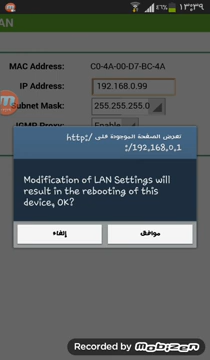 46%
١٣:٣٩
AN
MAC Address: C0-4A-00-D7-BC-4A
IP Address: 192.168.0.99
Subnet Mask: 255.255.255.0
IGMP Proxy: Enable
تعرض الصفحة الموجودة على http:/
/192.168.0.1:
Modification of LAN Settings will
result in the rebooting of this
device, OK?
إلغاء
موافق
Recorded by mobizen